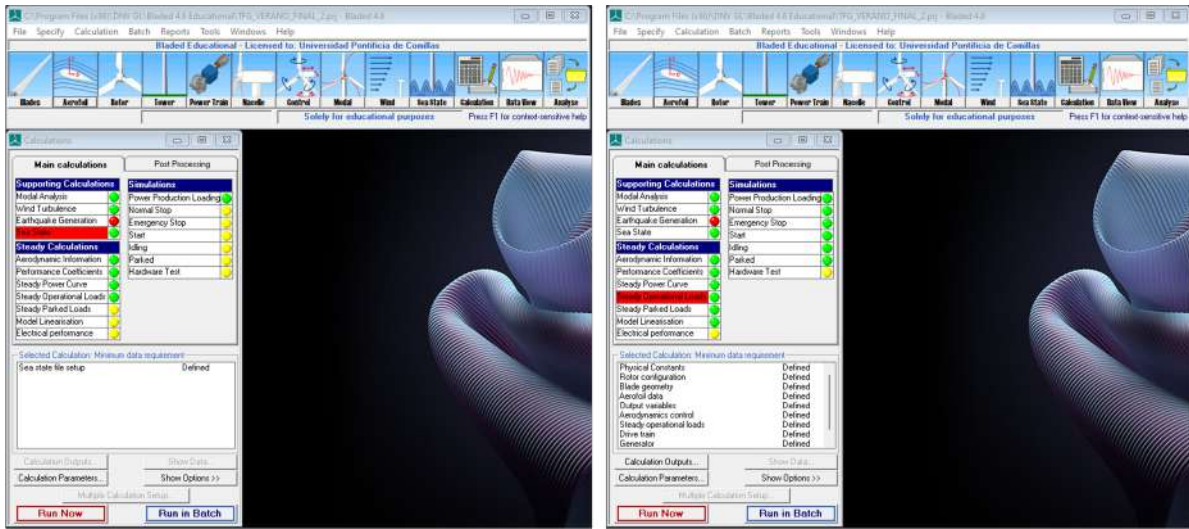 C:\Program Files (x86)\DNV GL\Bladed 4.8 Educational\TFG_VERANO_FINAL_2.prj - Bladed 4.8
File Specify Calculation Batch Reports Tools Windows Help
Bladed Educational - Licensed to: Universidad Pontificia de Comillas
Blades Aerofoil Rotor Tower Power Train Nacelle Control Modal Wind Sea State Calculation Data View Analyse
Solely for educational purposes Press F1 for context-sensitive help
Calculations
Main calculations Post Processing
Supporting Calculations Simulations
Modal Analysis Power Production Loading
Wind Turbulence Normal Stop
Earthquake Generation Emergency Stop
Sea State Start
Steady Calculations Idling
Aerodynamic Information Parked
Performance Coefficients Hardware Test
Steady Power Curve
Steady Operational Loads
Steady Parked Loads
Model Linearisation
Electrical performance
Selected Calculation: Minimum data requirement
Sea state file setup Defined
Calculation Outputs... Show Data...
Calculation Parameters... Show Options >>
Multiple Calculation Setup...
Run Now Run in Batch
C:\Program Files (x86)\DNV GL\Bladed 4.8 Educational\TFG_VERANO_FINAL_2.prj - Bladed 4.8
File Specify Calculation Batch Reports Tools Windows Help
Bladed Educational - Licensed to: Universidad Pontificia de Comillas
Blades Aerofoil Rotor Tower Power Train Nacelle Control Modal Wind Sea State Calculation Data View Analyse
Solely for educational purposes Press F1 for context-sensitive help
Calculations
Main calculations Post Processing
Supporting Calculations Simulations
Modal Analysis Power Production Loading
Wind Turbulence Normal Stop
Earthquake Generation Emergency Stop
Sea State Start
Steady Calculations Idling
Aerodynamic Information Parked
Performance Coefficients Hardware Test
Steady Power Curve
Steady Operational Loads
Steady Parked Loads
Model Linearisation
Electrical performance
Selected Calculation: Minimum data requirement
Physical Constants Defined
Rotor configuration Defined
Blade geometry Defined
Aerofoil data Defined
Output variables Defined
Aerodynamics control Defined
Steady operational loads Defined
Drive train Defined
Generator Defined
Calculation Outputs... Show Data...
Calculation Parameters... Show Options >>
Multiple Calculation Setup...
Run Now Run in Batch